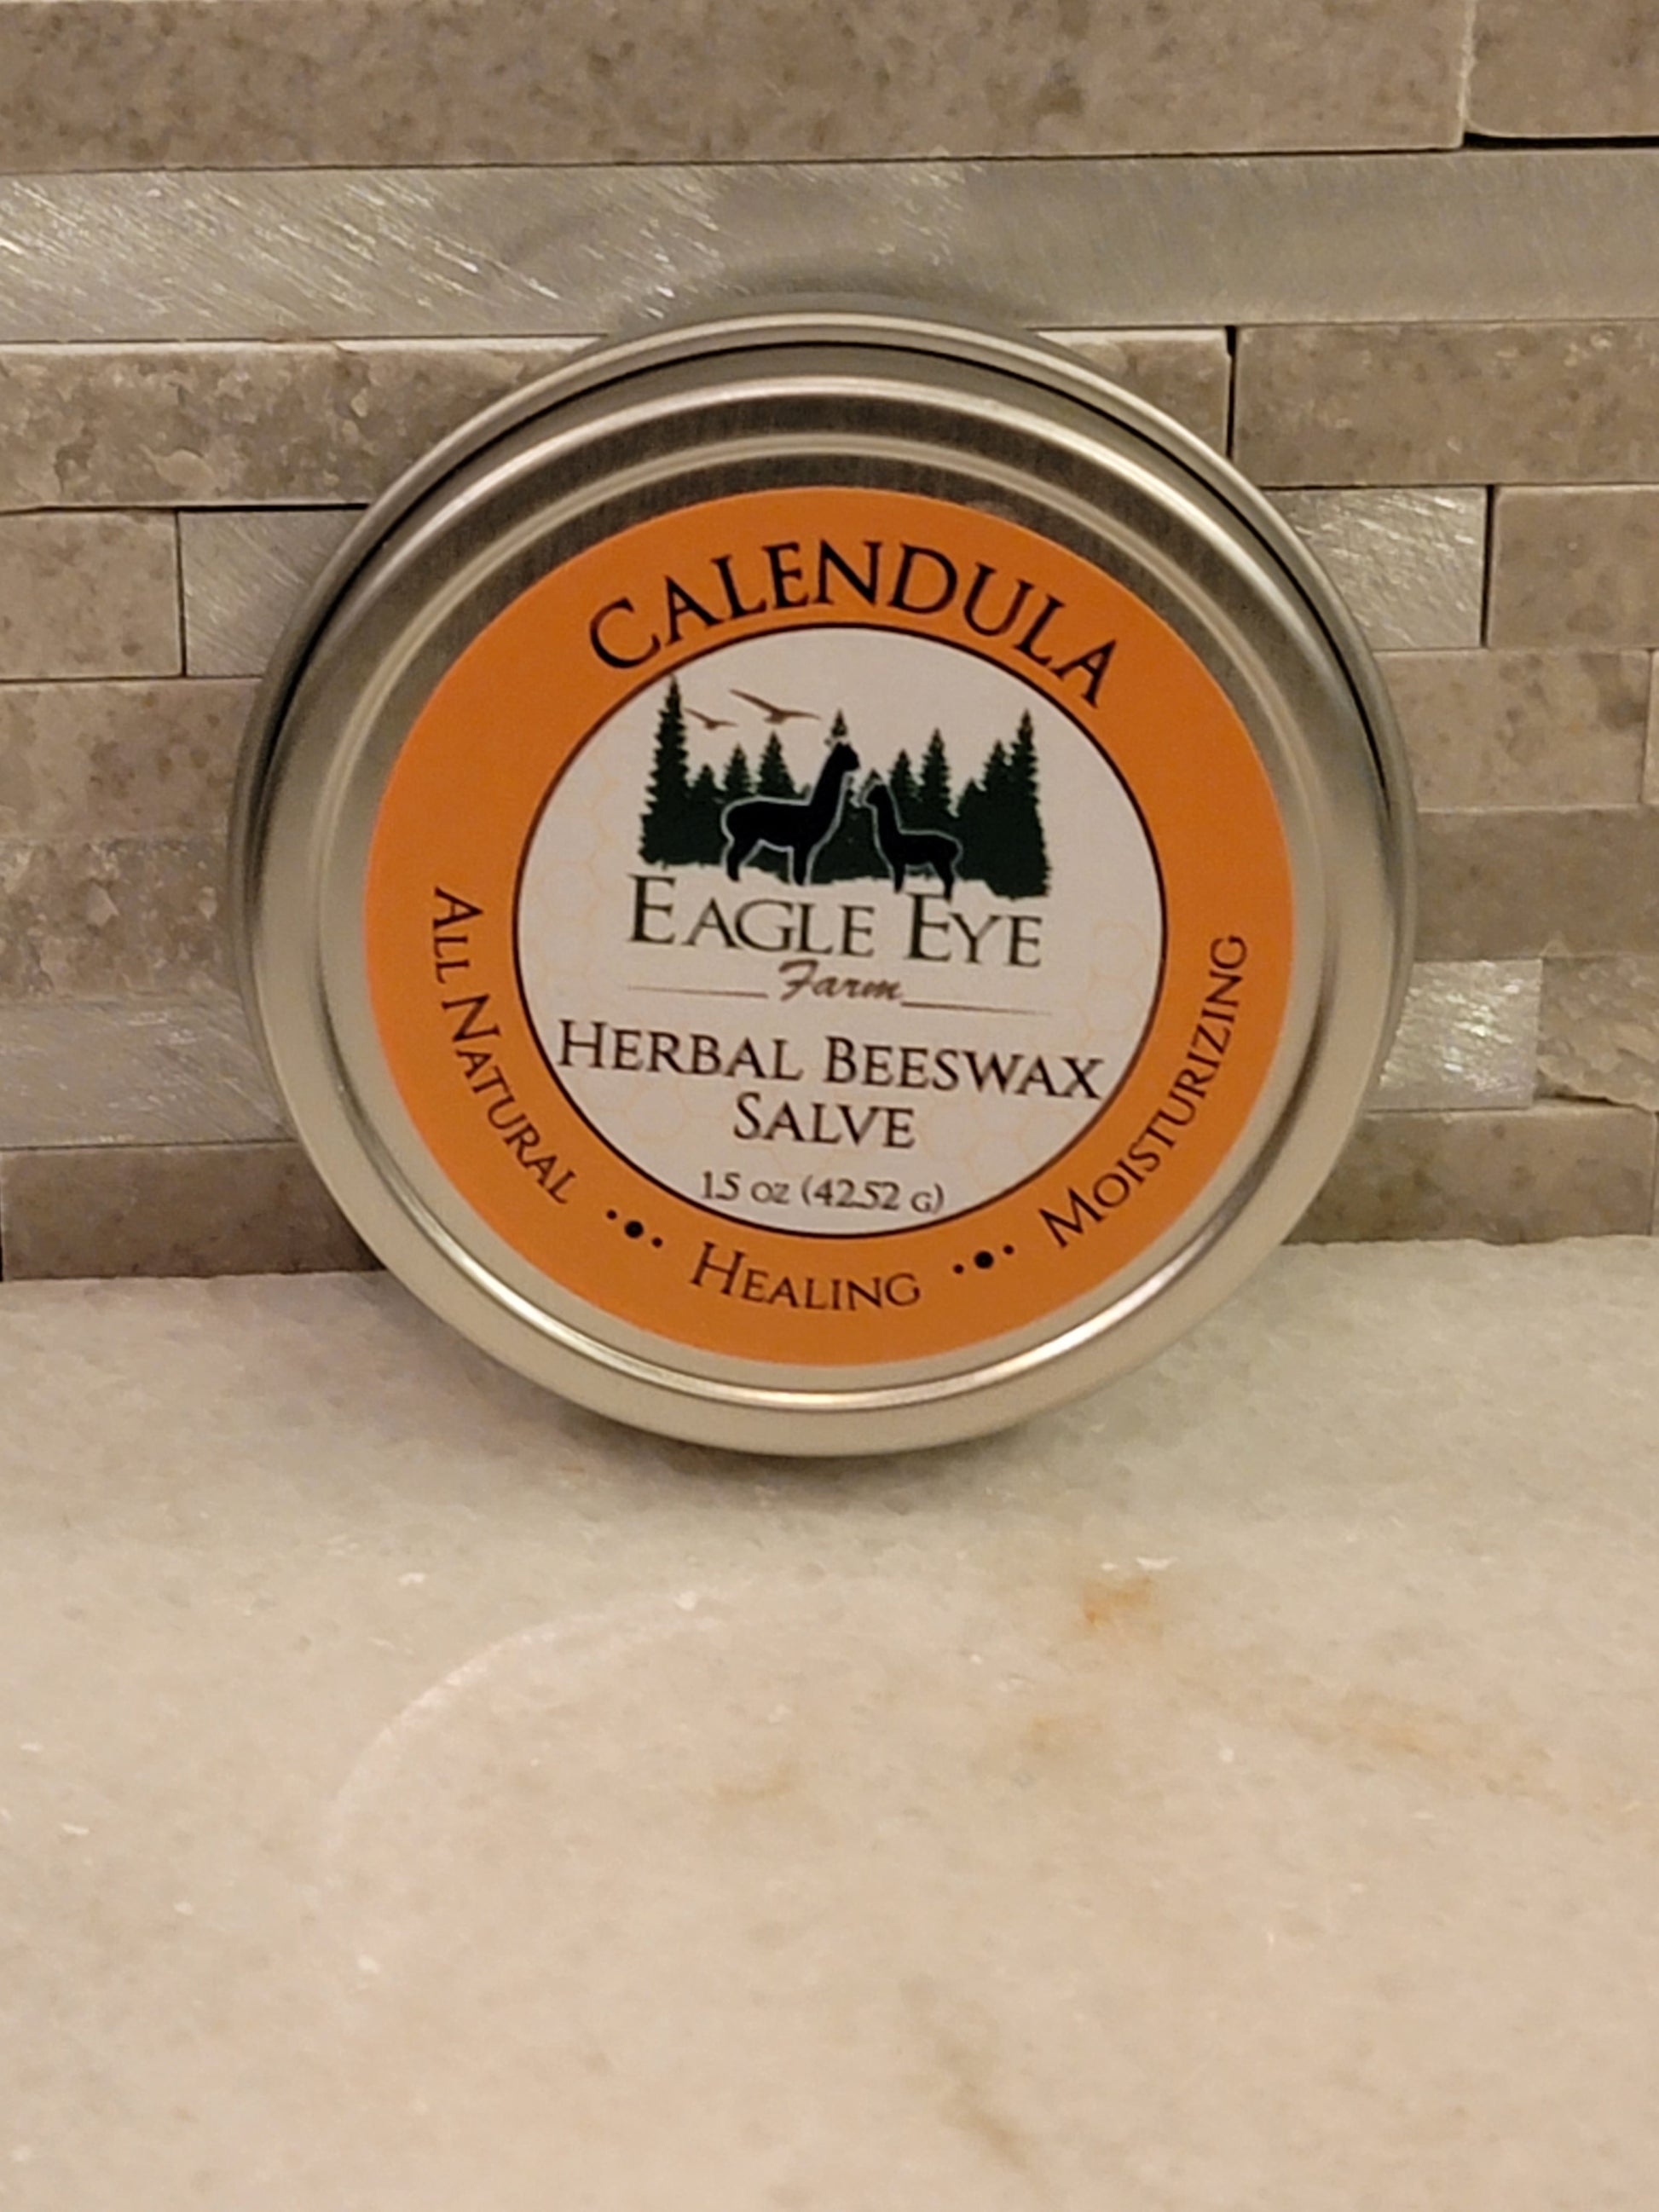 CALENDULA
EAGLE EYE
Farm
HERBAL BEESWAX
SALVE
1.5 OZ (42.52 G)
ALL NATURAL ••• HEALING ••• MOISTURIZING